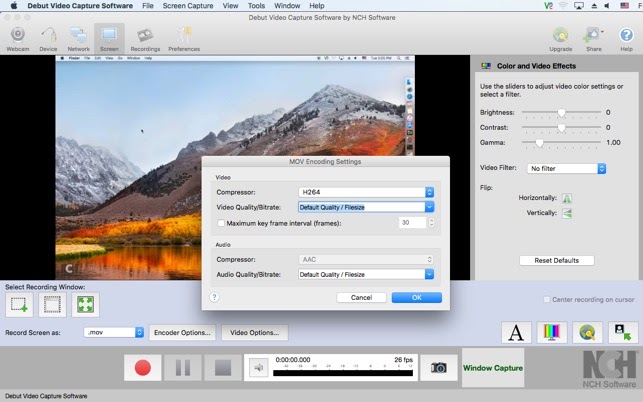 Debut Video Capture Software File Screen Capture View Tools Window Help
Debut Video Capture Software by NCH Software
Webcam Device Network Screen Recordings Preferences Upgrade Share Help
Color and Video Effects
Use the sliders to adjust video color settings or
select a filter.
Brightness: 0
Contrast: 0
Gamma: 1.00
Video Filter: No filter
Flip:
Horizontally:
Vertically:
Reset Defaults
MOV Encoding Settings
Video
Compressor: H264
Video Quality/Bitrate: Default Quality / Filesize
Maximum key frame interval (frames): 30
Audio
Compressor: AAC
Audio Quality/Bitrate: Default Quality / Filesize
? Cancel OK
C
Select Recording Window:
Center recording on cursor
Record Screen as: .mov Encoder Options... Video Options...
A
0:00:00.000 26 fps
Window Capture
NCH
NCH Software
Debut Video Capture Software